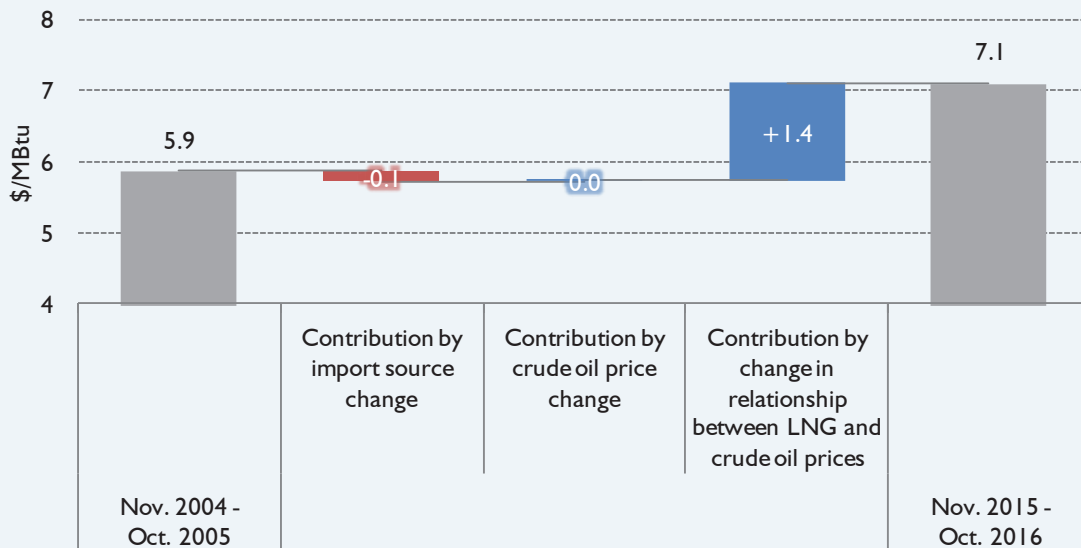 8
7
6
5
4
$/MBtu
5.9
-0.1
0.0
+1.4
7.1
Contribution by
import source
change
Contribution by
crude oil price
change
Contribution by
change in
relationship
between LNG and
crude oil prices
Nov. 2004 -
Oct. 2005
Nov. 2015 -
Oct. 2016